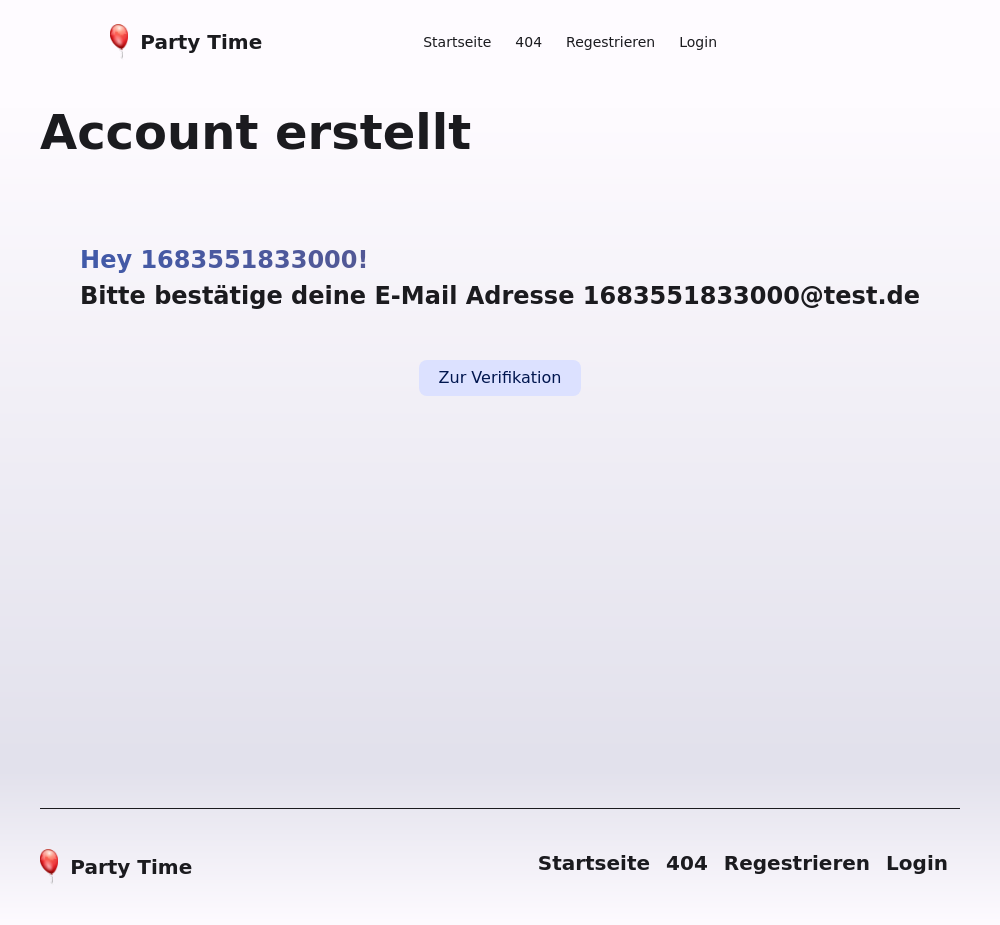 Party Time
Startseite 404 Regestrieren Login
Account erstellt
Hey 1683551833000!
Bitte bestätige deine E-Mail Adresse 1683551833000@test.de
Zur Verifikation
Party Time
Startseite 404 Regestrieren Login